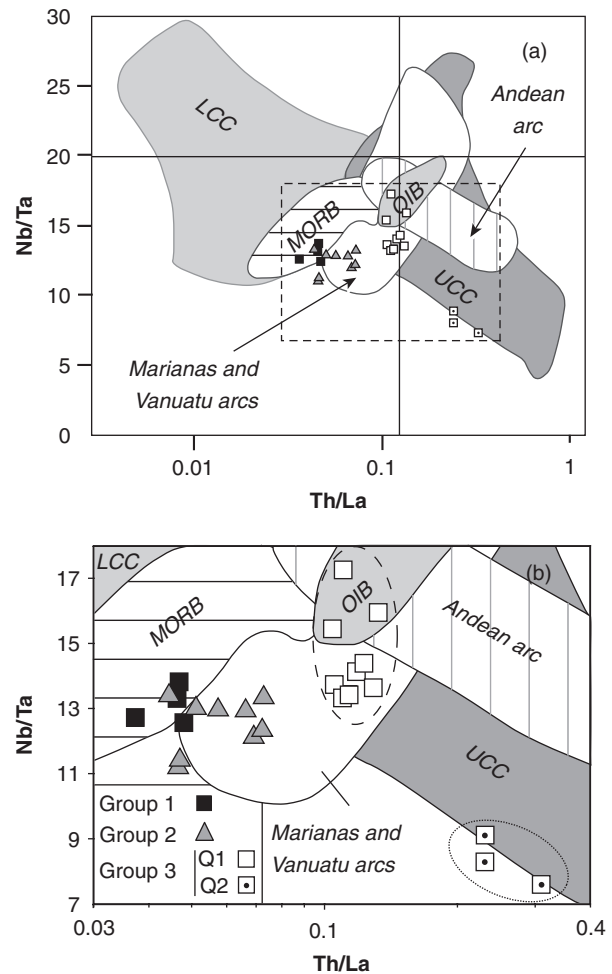 30
25
20
15
10
5
0
Nb/Ta
(a)
LCC
Andean
arc
OIB
MORB
UCC
Marianas and
Vanuatu arcs
0.01
0.1
1
Th/La
17
15
13
11
9
7
Nb/Ta
LCC
(b)
OIB
MORB
Andean arc
UCC
Group 1
Group 2
Group 3
Q1
Q2
Marianas and
Vanuatu arcs
0.03
0.1
0.4
Th/La